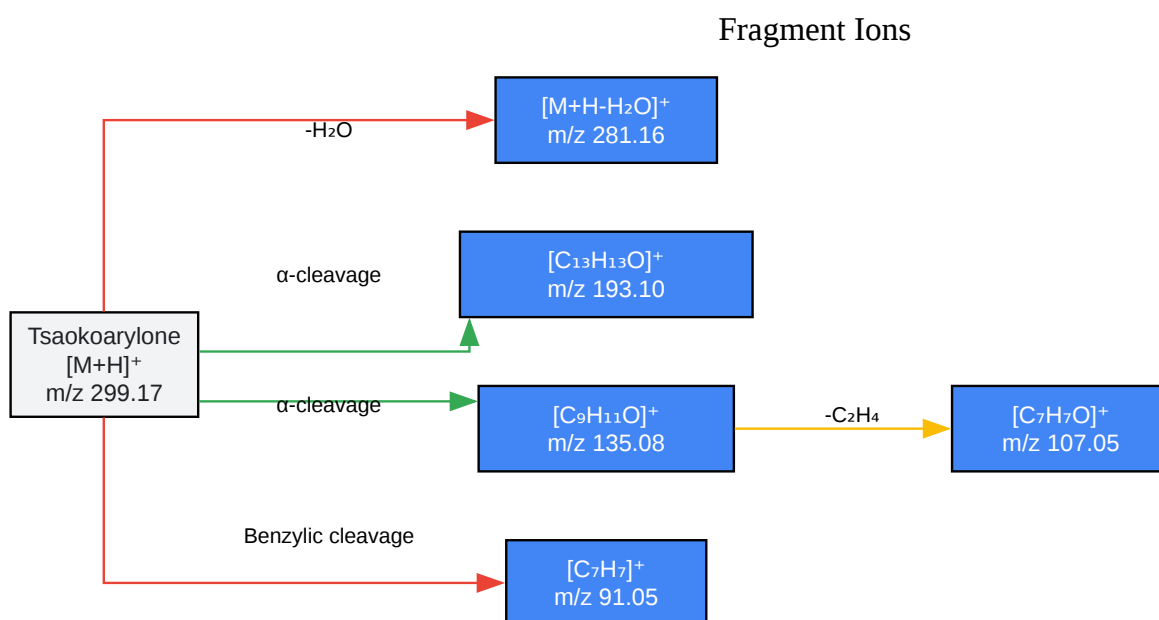 Fragment Ions
[M+H-H₂O]⁺
m/z 281.16
-H₂O
[C₁₃H₁₃O]⁺
m/z 193.10
α-cleavage
Tsaokoarylone
[M+H]⁺
m/z 299.17
α-cleavage
[C₉H₁₁O]⁺
m/z 135.08
-C₂H₄
[C₇H₇O]⁺
m/z 107.05
Benzylic cleavage
[C₇H₇]⁺
m/z 91.05